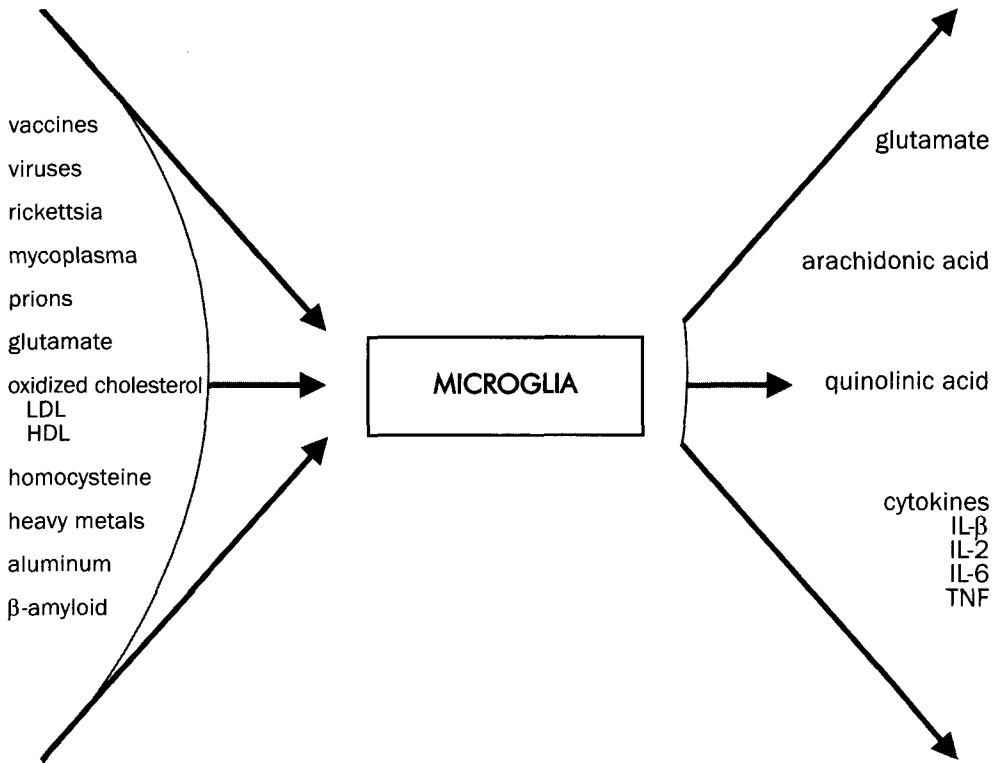 vaccines
viruses
rickettsia
mycoplasma
prions
glutamate
oxidized cholesterol
LDL
HDL
homocysteine
heavy metals
aluminum
β-amyloid
MICROGLIA
glutamate
arachidonic acid
quinolinic acid
cytokines
IL-β
IL-2
IL-6
TNF